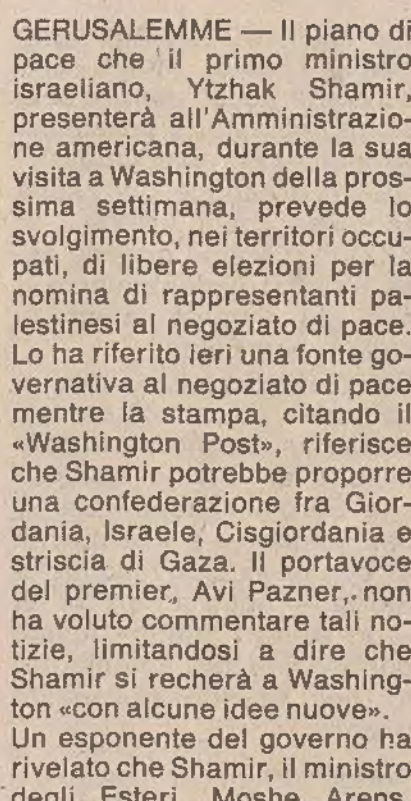 GERUSALEMME — Il piano di
pace che il primo ministro
israeliano, Ytzhak Shamir,
presenterà all'Amministrazio-
ne americana, durante la sua
visita a Washington della pros-
sima settimana, prevede lo
svolgimento, nei territori occu-
pati, di libere elezioni per la
nomina di rappresentanti pa-
lestinesi al negoziato di pace.
Lo ha riferito ieri una fonte go-
vernativa al negoziato di pace
mentre la stampa, citando il
«Washington Post», riferisce
che Shamir potrebbe proporre
una confederazione fra Gior-
dania, Israele, Cisgiordania e
striscia di Gaza. Il portavoce
del premier, Avi Pazner, non
ha voluto commentare tali no-
tizie, limitandosi a dire che
Shamir si recherà a Washing-
ton «con alcune idee nuove».
Un esponente del governo ha
rivelato che Shamir, il ministro
degli Esteri, Moshe Arens,